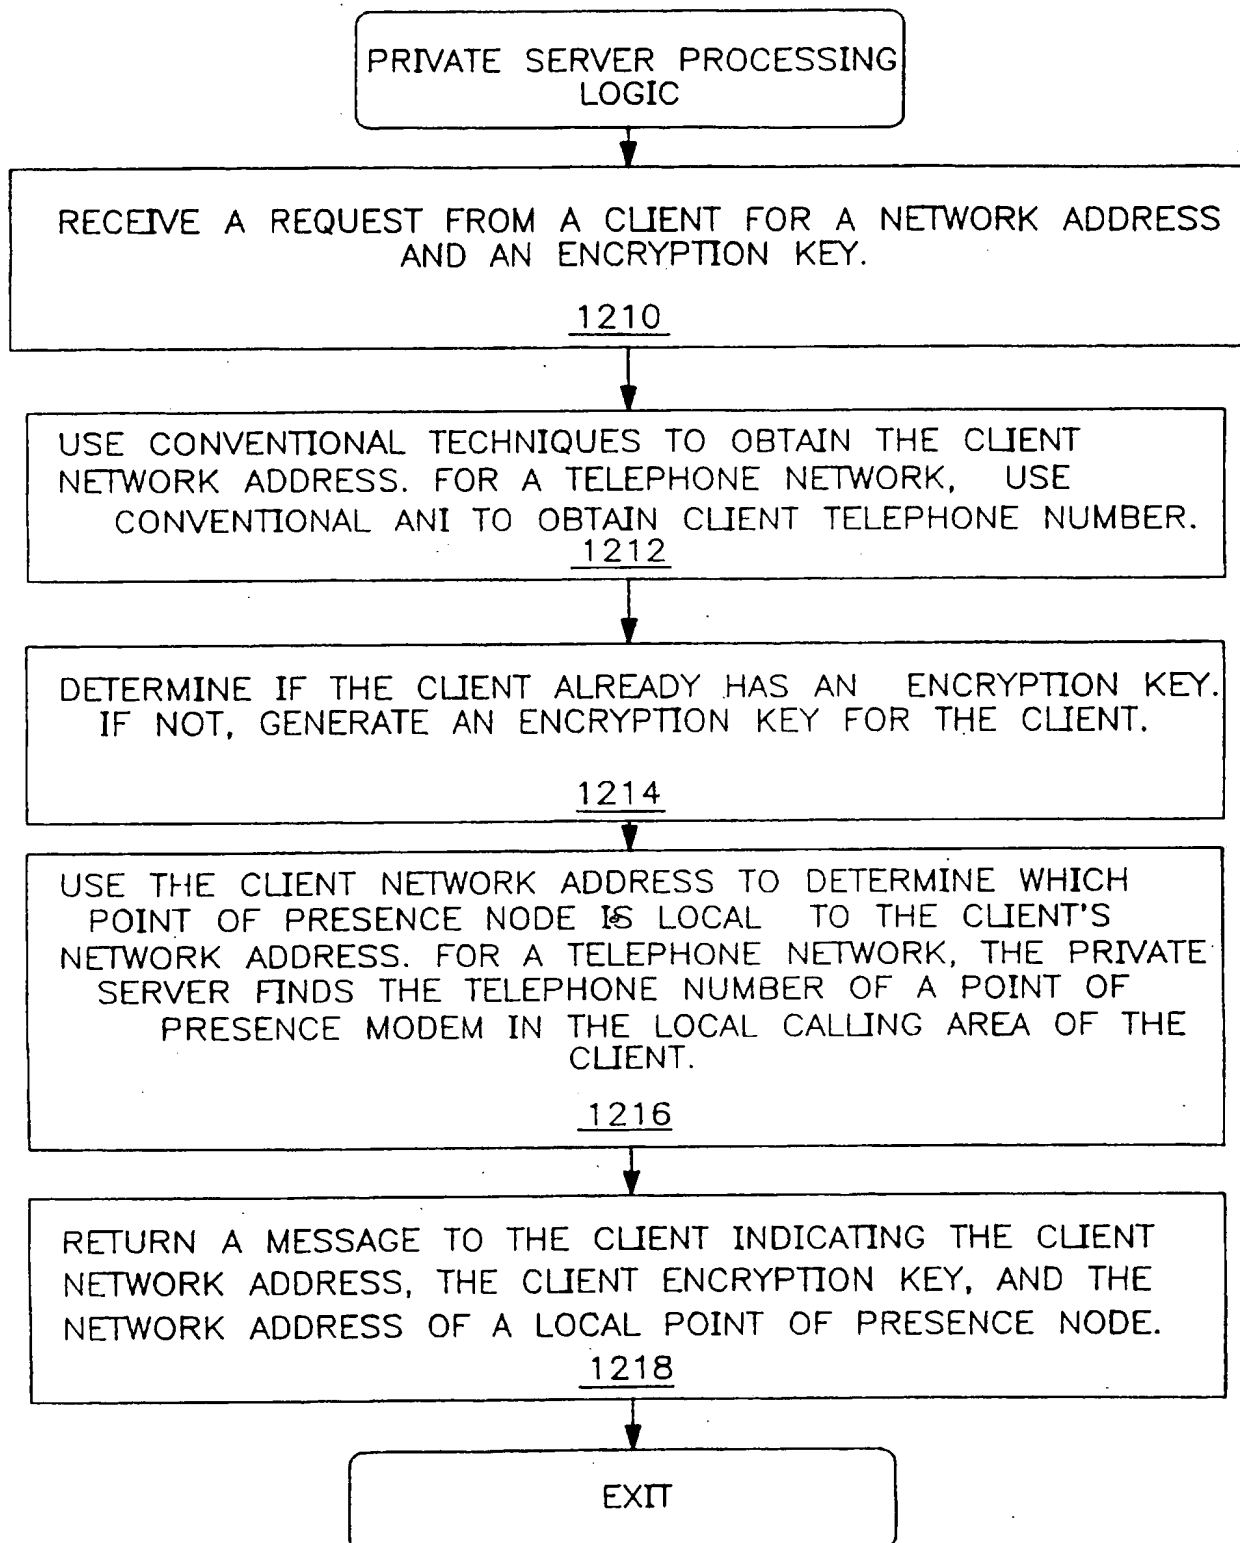 PRIVATE SERVER PROCESSING
LOGIC
RECEIVE A REQUEST FROM A CLIENT FOR A NETWORK ADDRESS
AND AN ENCRYPTION KEY.
1210
USE CONVENTIONAL TECHNIQUES TO OBTAIN THE CLIENT
NETWORK ADDRESS. FOR A TELEPHONE NETWORK, USE
CONVENTIONAL ANI TO OBTAIN CLIENT TELEPHONE NUMBER.
1212
DETERMINE IF THE CLIENT ALREADY HAS AN ENCRYPTION KEY.
IF NOT, GENERATE AN ENCRYPTION KEY FOR THE CLIENT.
1214
USE THE CLIENT NETWORK ADDRESS TO DETERMINE WHICH
POINT OF PRESENCE NODE IS LOCAL TO THE CLIENT'S
NETWORK ADDRESS. FOR A TELEPHONE NETWORK, THE PRIVATE
SERVER FINDS THE TELEPHONE NUMBER OF A POINT OF
PRESENCE MODEM IN THE LOCAL CALLING AREA OF THE
CLIENT.
1216
RETURN A MESSAGE TO THE CLIENT INDICATING THE CLIENT
NETWORK ADDRESS, THE CLIENT ENCRYPTION KEY, AND THE
NETWORK ADDRESS OF A LOCAL POINT OF PRESENCE NODE.
1218
EXIT